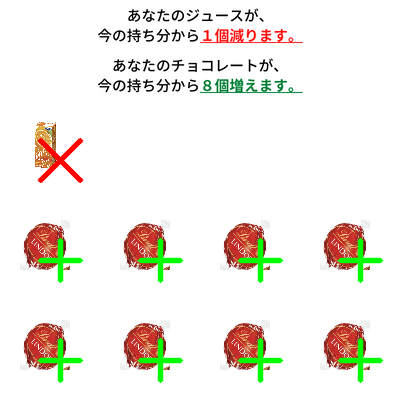 あなたのジュースが、
今の持ち分から１個減ります。
あなたのチョコレートが、
今の持ち分から８個増えます。